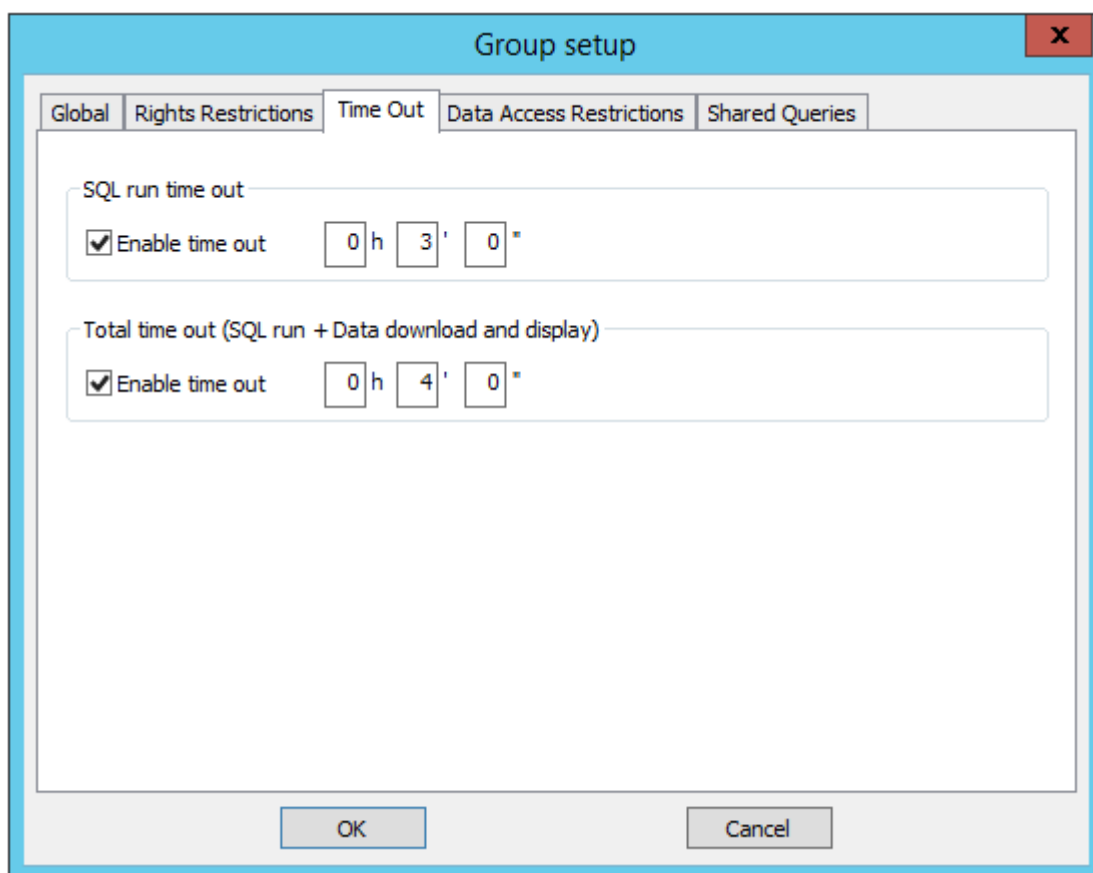 Group setup
x
Global Rights Restrictions Time Out Data Access Restrictions Shared Queries
SQL run time out
Enable time out 0 h 3 ' 0 "
Total time out (SQL run + Data download and display)
Enable time out 0 h 4 ' 0 "
OK Cancel